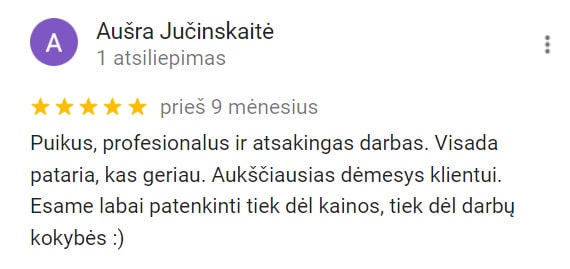 A
Aušra Jučinskaitė
1 atsiliepimas
prieš 9 mėnesius
Puikus, profesionalus ir atsakingas darbas. Visada
pataria, kas geriau. Aukščiausias dėmesys klientui.
Esame labai patenkinti tiek dėl kainos, tiek dėl darbų
kokybės :)